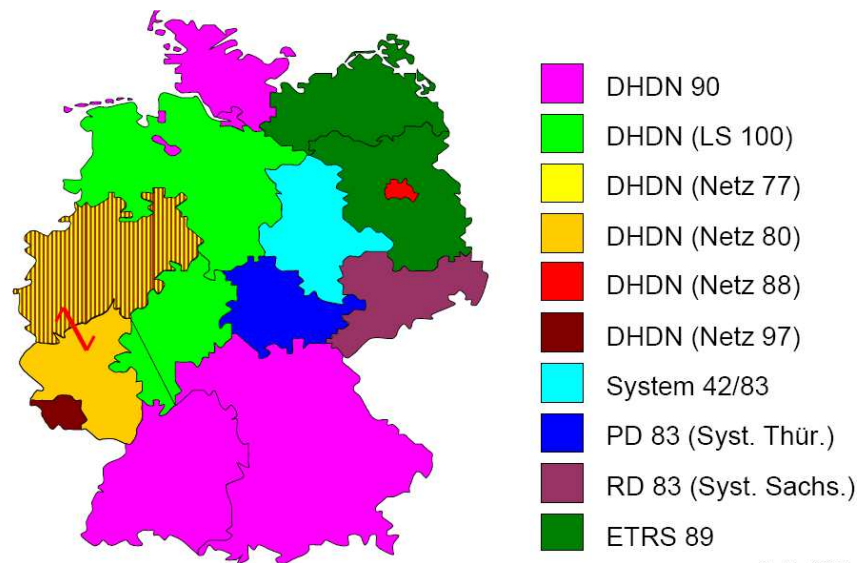 DHDN 90
DHDN (LS 100)
DHDN (Netz 77)
DHDN (Netz 80)
DHDN (Netz 88)
DHDN (Netz 97)
System 42/83
PD 83 (Syst. Thür.)
RD 83 (Syst. Sachs.)
ETRS 89